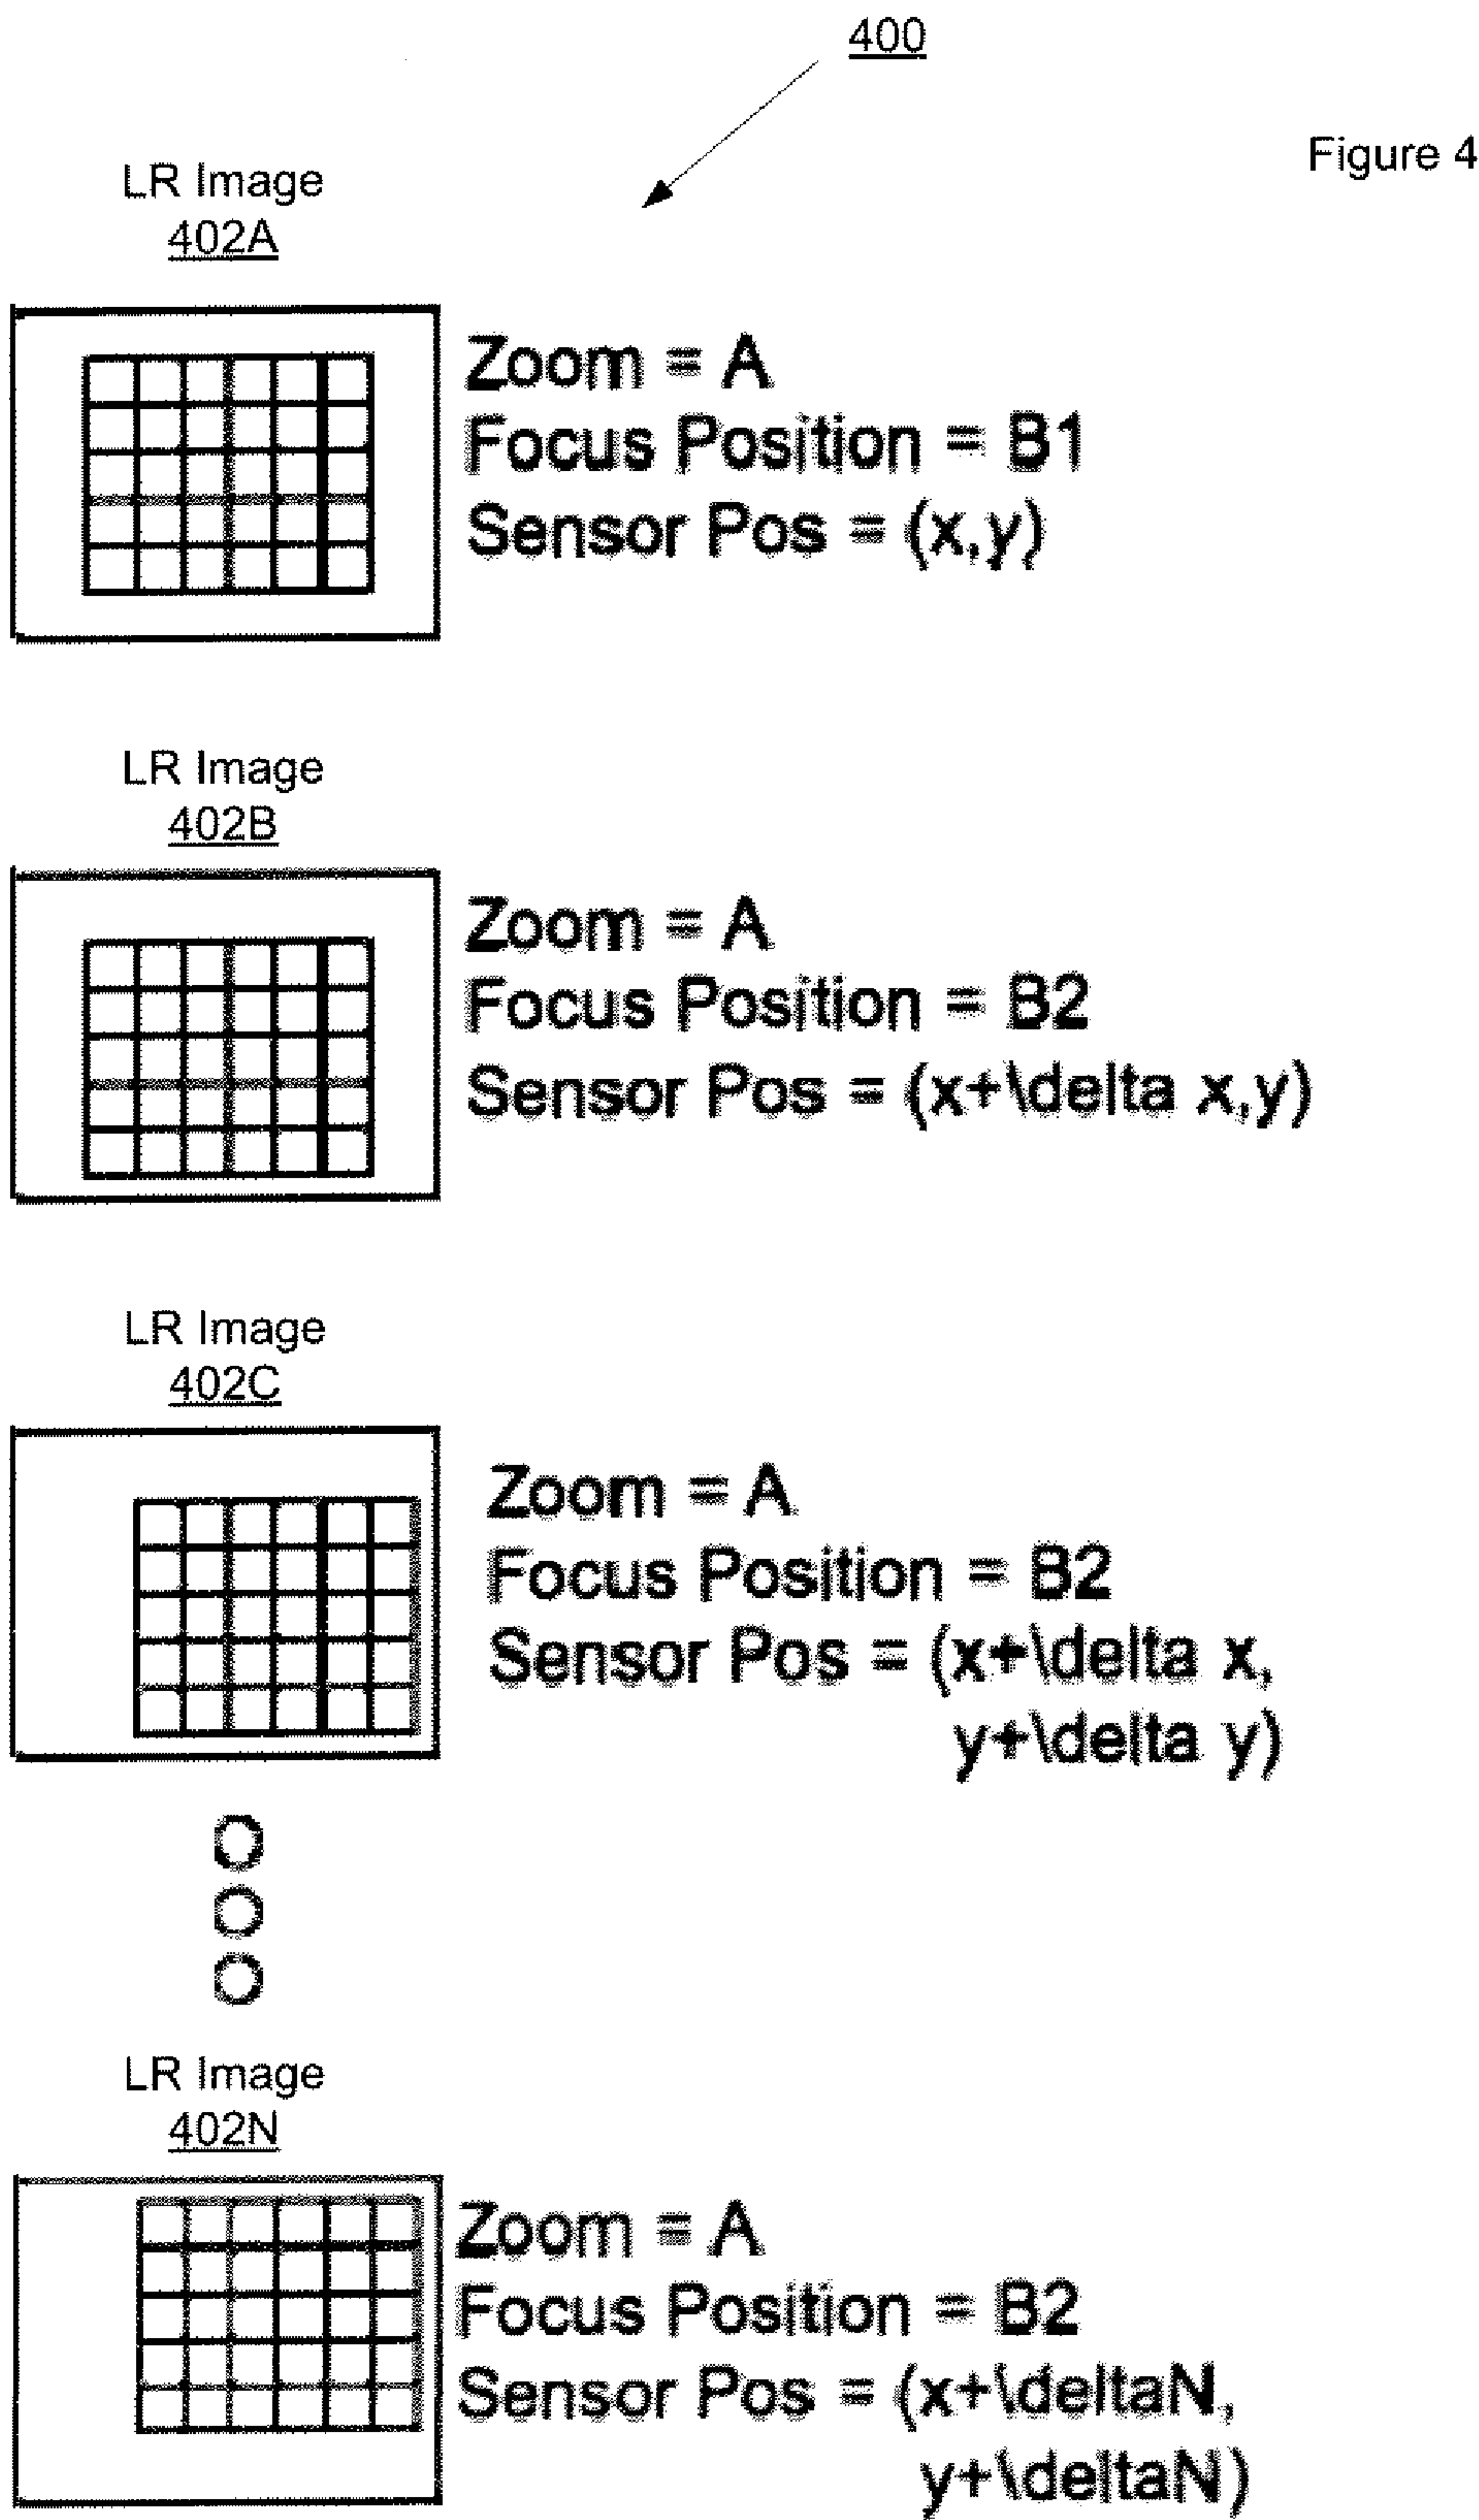 400
Figure 4
LR Image
402A
Zoom = A
Focus Position = B1
Sensor Pos = (x,y)
LR Image
402B
Zoom = A
Focus Position = B2
Sensor Pos = (x+\delta x,y)
LR Image
402C
Zoom = A
Focus Position = B2
Sensor Pos = (x+\delta x,
y+\delta y)
LR Image
402N
Zoom = A
Focus Position = B2
Sensor Pos = (x+\deltaN,
y+\deltaN)